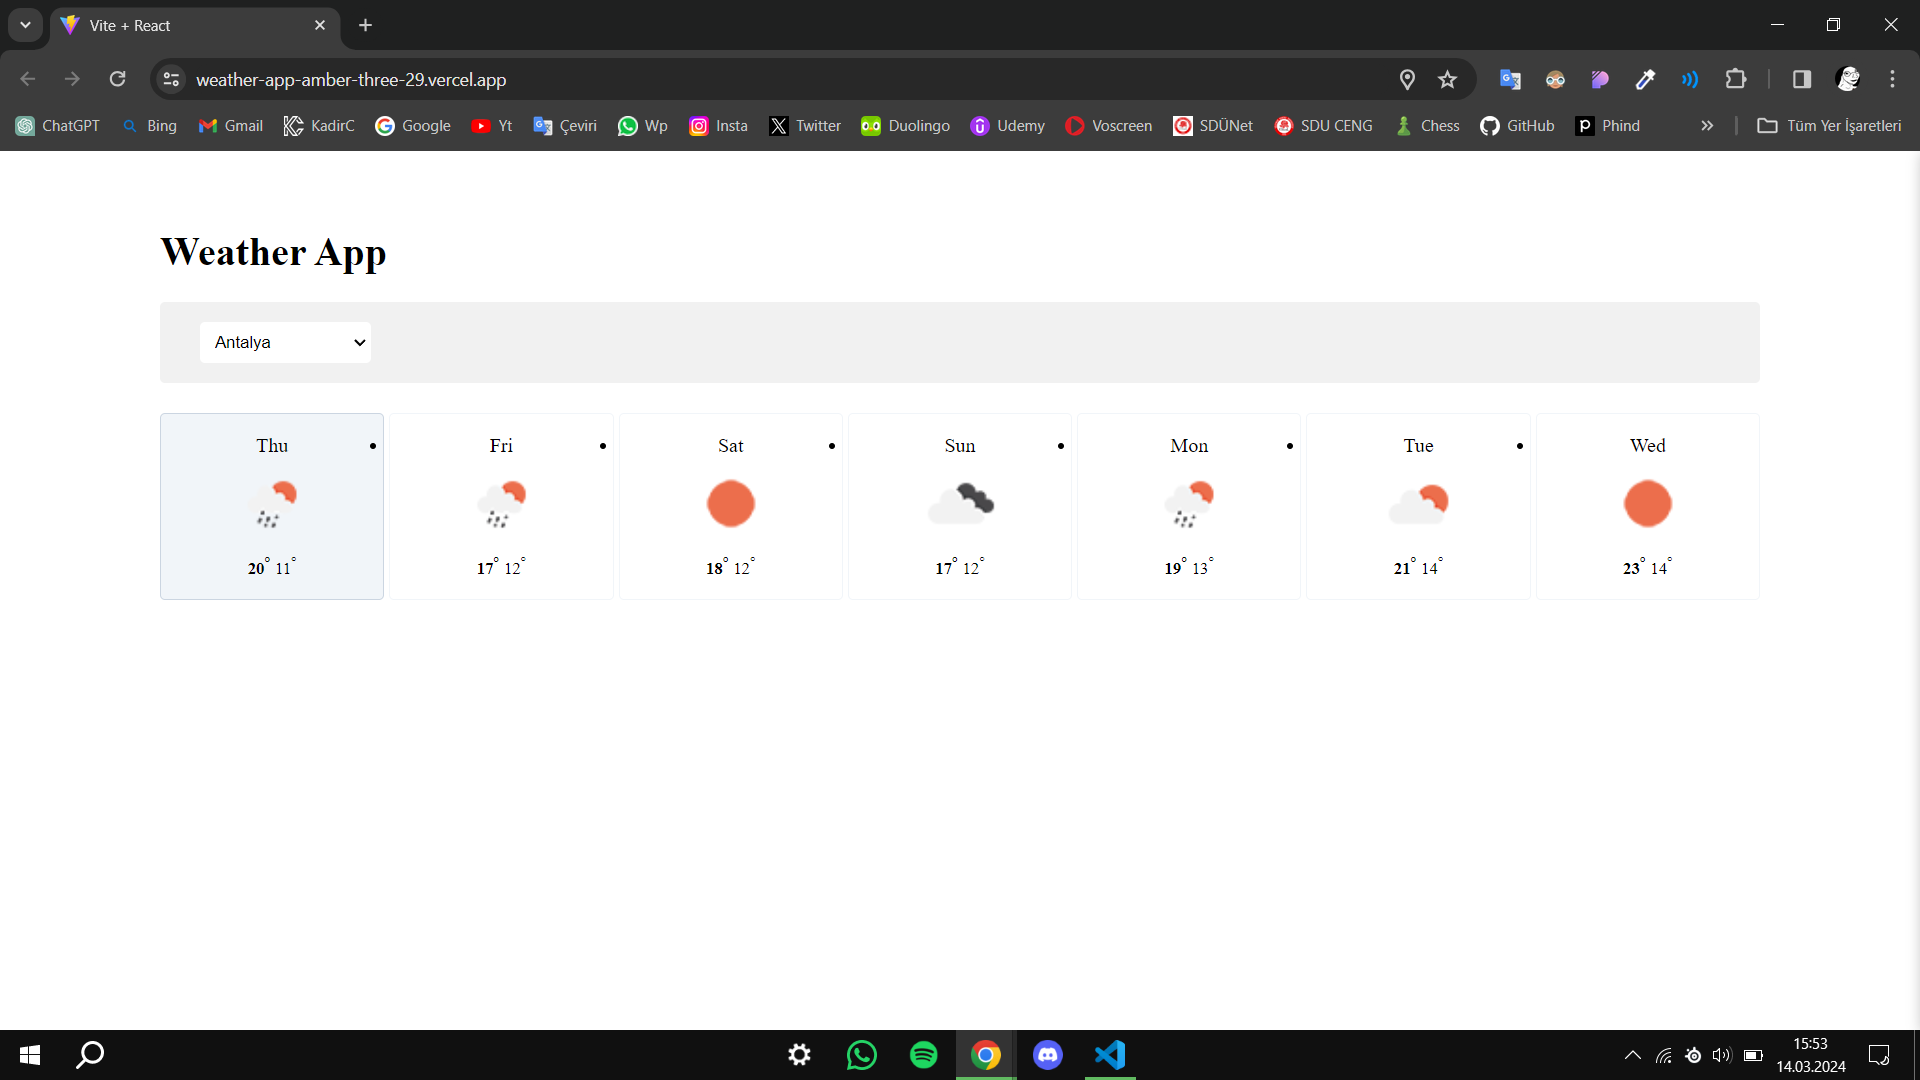 Vite + React
weather-app-amber-three-29.vercel.app
ChatGPT Bing Gmail KadirC Google Yt Çeviri Wp Insta Twitter Duolingo Udemy Voscreen SDÜNet SDU CENG Chess GitHub Phind Tüm Yer İşaretleri
Weather App
Antalya
Thu Fri Sat Sun Mon Tue Wed
20° 11° 17° 12° 18° 12° 17° 12° 19° 13° 21° 14° 23° 14°
15:53
14.03.2024